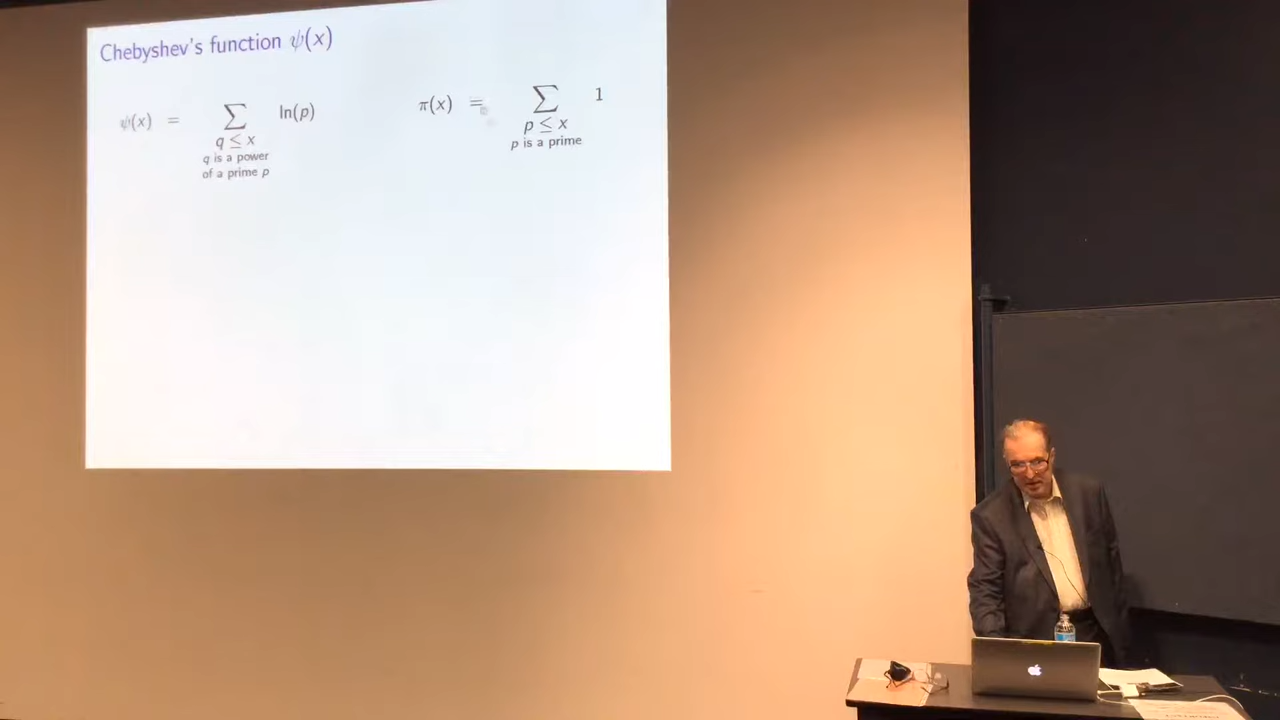 Chebyshev's function ψ(x)
ψ(x) = ∑ ln(p)
q ≤ x
q is a power
of a prime p
π(x) = ∑ 1
p ≤ x
p is a prime